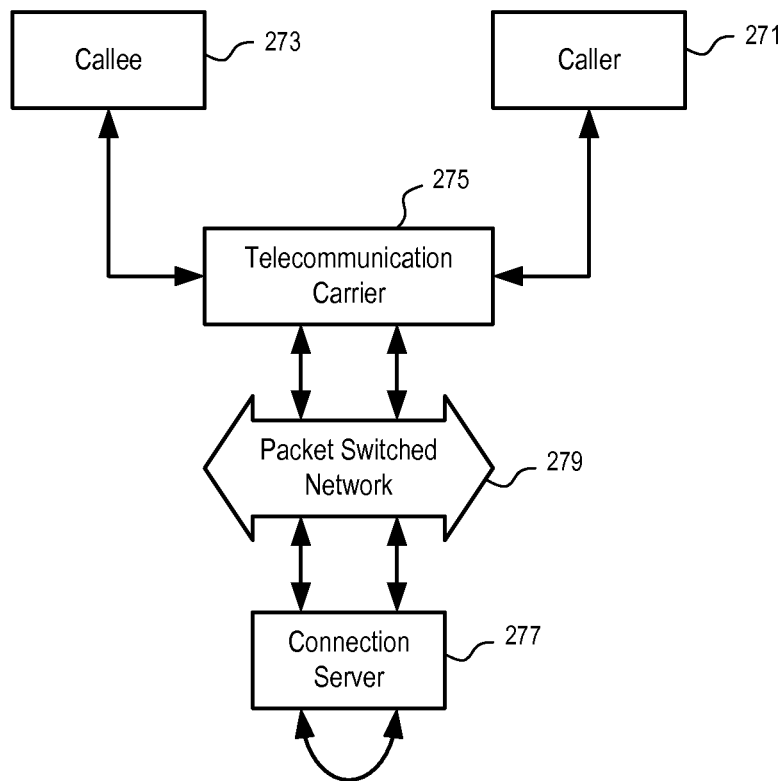 Callee
273
Caller
271
275
Telecommunication
Carrier
Packet Switched
Network
279
Connection
Server
277